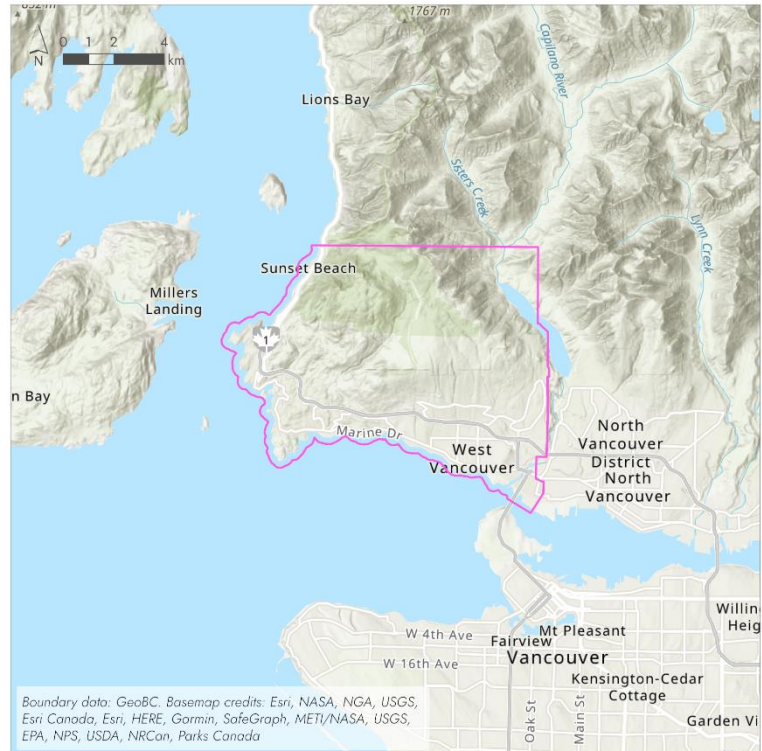 1767 m
0 1 2 4
km
N
Capilano River
Lions Bay
Sisters Creek
Lynn Creek
Sunset Beach
Millers
Landing
1
n Bay
Marine Dr
West
Vancouver
North
Vancouver
District
North
Vancouver
W 4th Ave
W 16th Ave
Fairview
Mt Pleasant
Vancouver
Willin
Heig
Kensington-Cedar
Cottage
Oak St
Main St
Garden Vi
Boundary data: GeoBC. Basemap credits: Esri, NASA, NGA, USGS,
Esri Canada, Esri, HERE, Garmin, SafeGraph, METI/NASA, USGS,
EPA, NPS, USDA, NRCan, Parks Canada